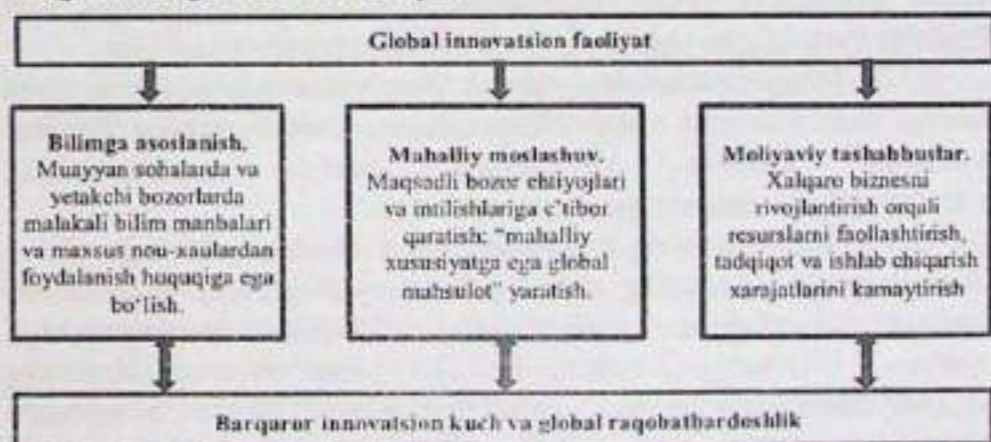 Global innovatsion faoliyat
Bilimga asoslanish.
Muayyan sohalarda va
yetakchi bozorlarda
malakali bilim manbalari
va maxsus nou-xaulardan
foydalanish huquqiga ega
bo‘lish.
Mahalliy moslashuv.
Maqsadli bozor ehtiyojlari
va intilishlariga e’tibor
qaratish: “mahalliy
xususiyatga ega global
mahsulot” yaratish.
Moliyaviy tashabbuslar.
Xalqaro biznesni
rivojlantirish orqali
resurslarni faollashtirish,
tadqiqot va ishlab chiqarish
xarajatlarini kamaytirish
Barqaror innovatsion kuch va global raqobatbardoshlik